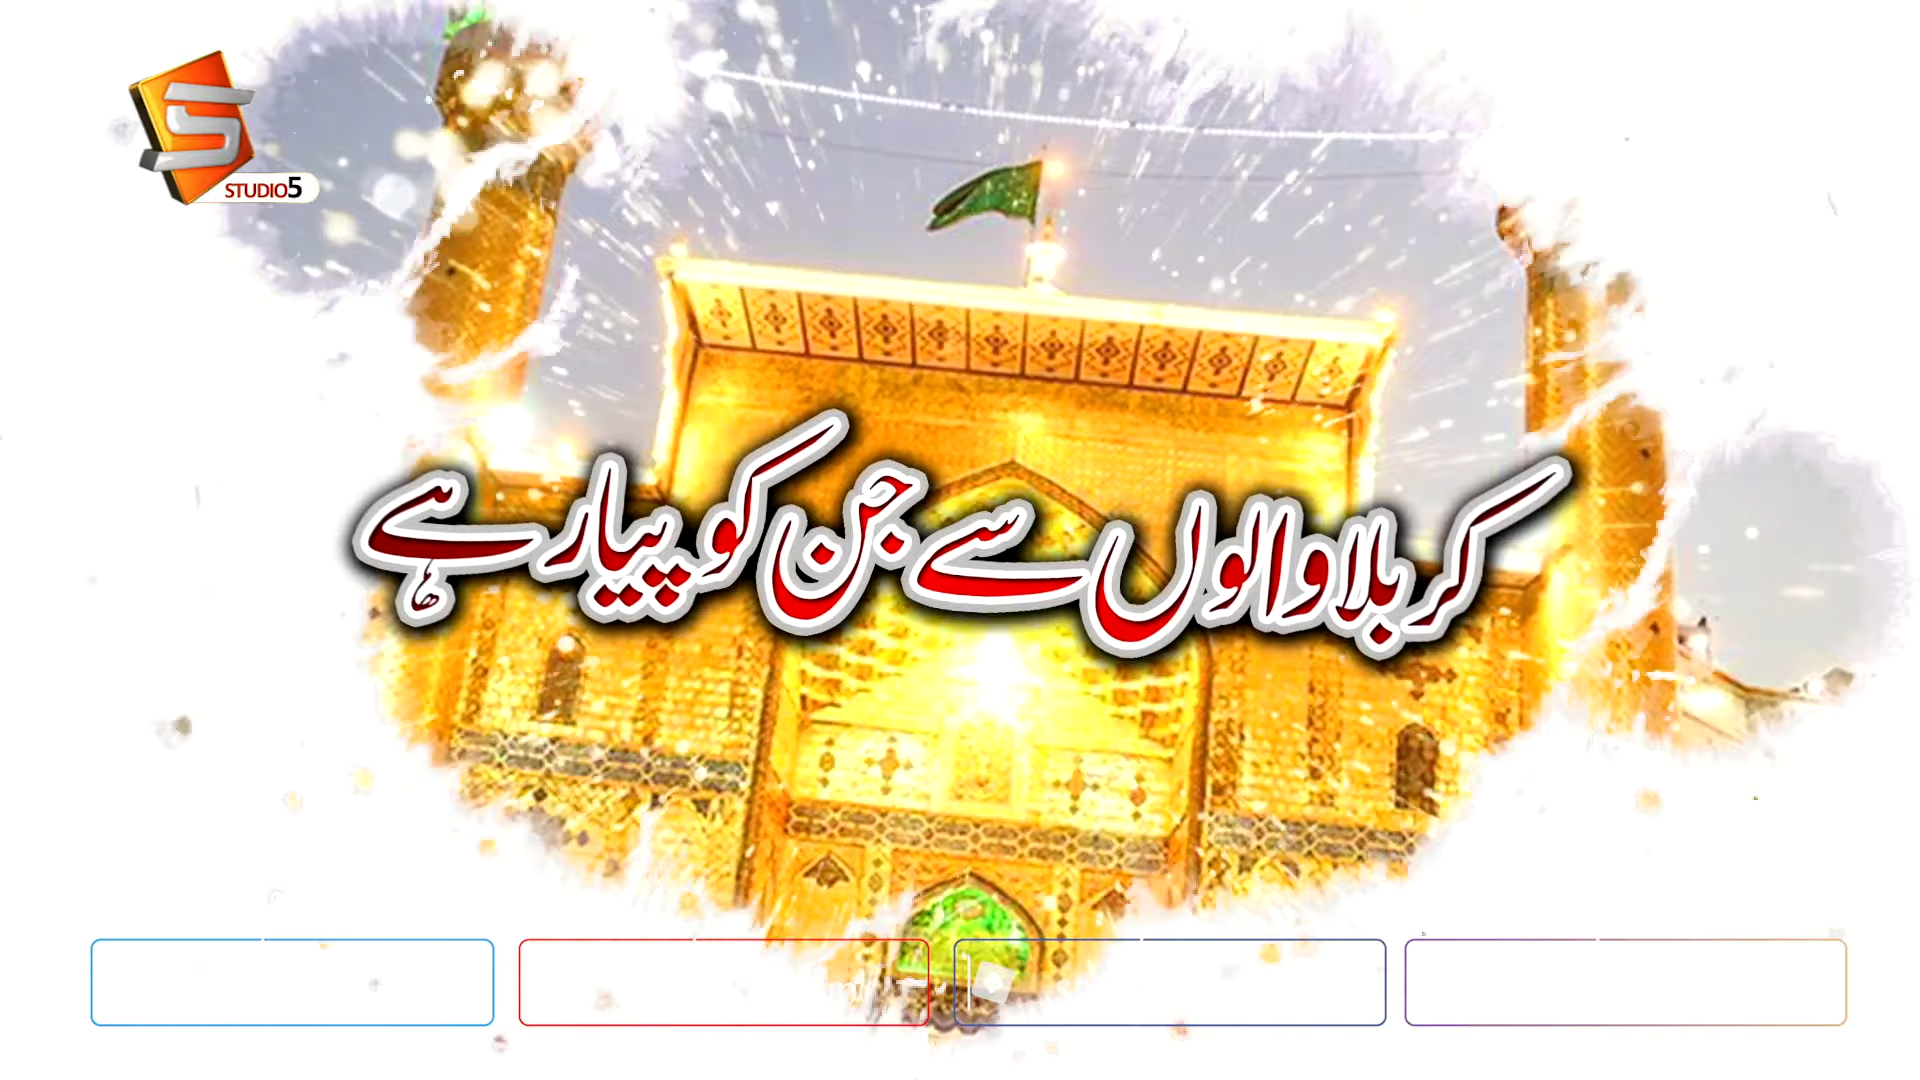 STUDIO5
کربلا والوں سے جن کو پیار ہے